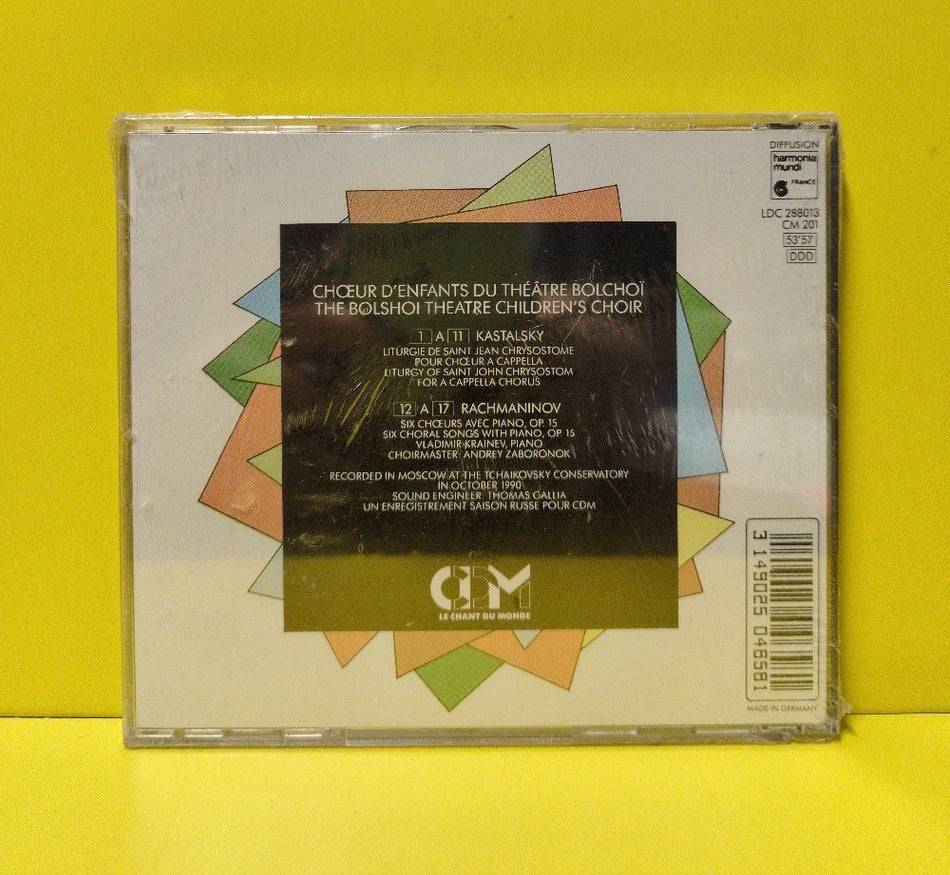 DIFFUSION
harmonia
mundi
FRANCE
LDC 288013
CM 201
53'57
DDD
CHŒUR D'ENFANTS DU THÉÂTRE BOLCHOÏ
THE BOLSHOI THEATRE CHILDREN'S CHOIR
1 A 11 KASTALSKY
LITURGIE DE SAINT JEAN CHRYSOSTOME
POUR CHŒUR A CAPPELLA
LITURGY OF SAINT JOHN CHRYSOSTOM
FOR A CAPPELLA CHORUS
12 A 17 RACHMANINOV
SIX CHŒURS AVEC PIANO, OP. 15
SIX CHORAL SONGS WITH PIANO, OP. 15
VLADIMIR KRAINEV, PIANO
CHOIRMASTER: ANDREY ZABORONOK
RECORDED IN MOSCOW AT THE TCHAIKOVSKY CONSERVATORY
IN OCTOBER 1990
SOUND ENGINEER: THOMAS GALLIA
UN ENREGISTREMENT SAISON RUSSE POUR CDM
CDM
LE CHANT DU MONDE
3 149025 046581
MADE IN GERMANY